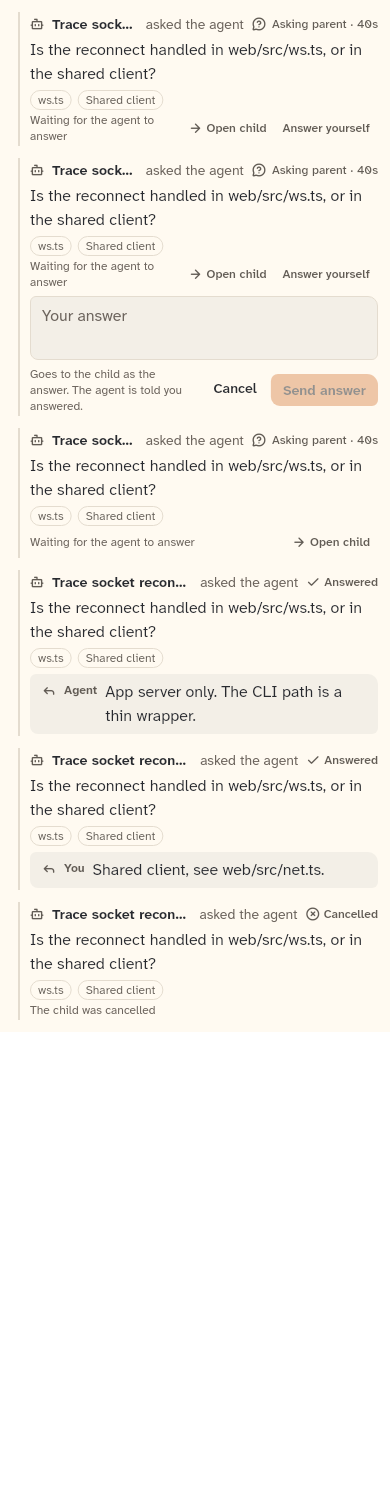 Trace sock... asked the agent Asking parent · 40s
Is the reconnect handled in web/src/ws.ts, or in
the shared client?
ws.ts Shared client
Waiting for the agent to
answer
Open child Answer yourself
Trace sock... asked the agent Asking parent · 40s
Is the reconnect handled in web/src/ws.ts, or in
the shared client?
ws.ts Shared client
Waiting for the agent to
answer
Open child Answer yourself
Your answer
Goes to the child as the
answer. The agent is told you
answered.
Cancel Send answer
Trace sock... asked the agent Asking parent · 40s
Is the reconnect handled in web/src/ws.ts, or in
the shared client?
ws.ts Shared client
Waiting for the agent to answer Open child
Trace socket recon... asked the agent Answered
Is the reconnect handled in web/src/ws.ts, or in
the shared client?
ws.ts Shared client
Agent App server only. The CLI path is a
thin wrapper.
Trace socket recon... asked the agent Answered
Is the reconnect handled in web/src/ws.ts, or in
the shared client?
ws.ts Shared client
You Shared client, see web/src/net.ts.
Trace socket recon... asked the agent Cancelled
Is the reconnect handled in web/src/ws.ts, or in
the shared client?
ws.ts Shared client
The child was cancelled